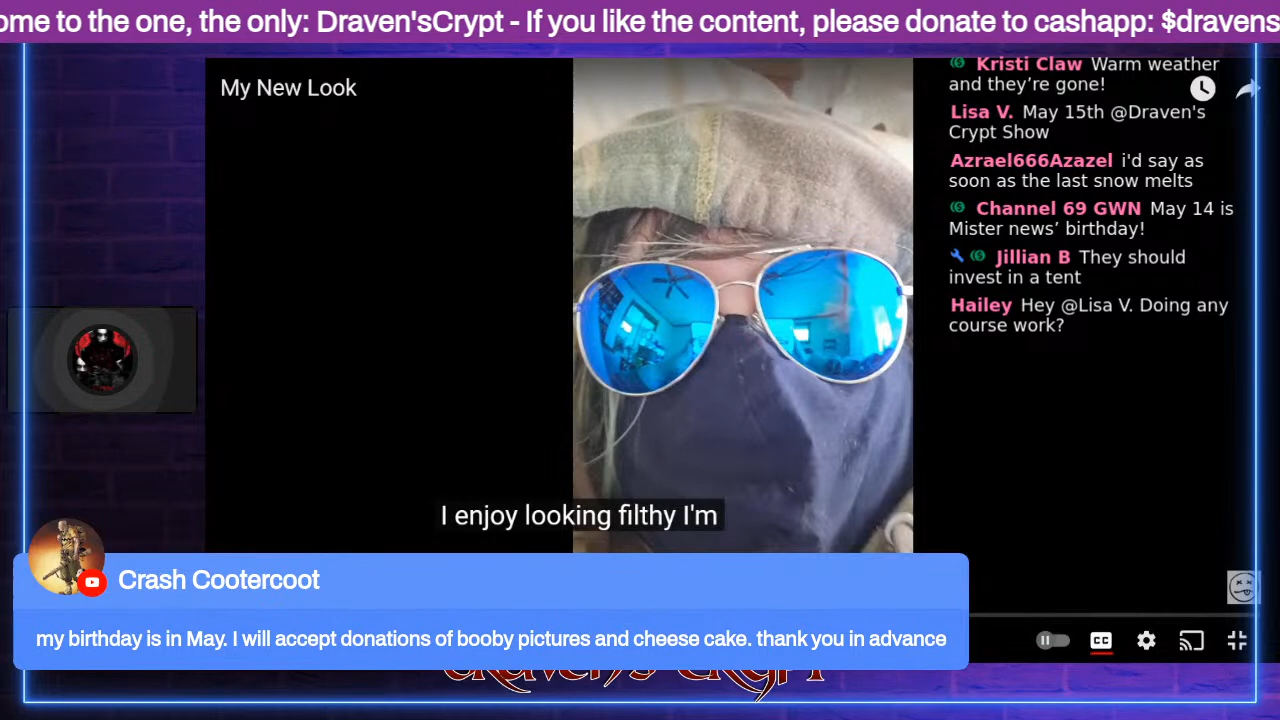 ome to the one, the only: Draven'sCrypt - If you like the content, please donate to cashapp: $dravens
My New Look
Kristi Claw Warm weather
and they're gone!
Lisa V. May 15th @Draven's
Crypt Show
Azrael666Azazel i'd say as
soon as the last snow melts
Channel 69 GWN May 14 is
Mister news' birthday!
Jillian B They should
invest in a tent
Hailey Hey @Lisa V. Doing any
course work?
I enjoy looking filthy I'm
Crash Cootercoot
my birthday is in May. I will accept donations of booby pictures and cheese cake. thank you in advance
CC
Draven's Crypt